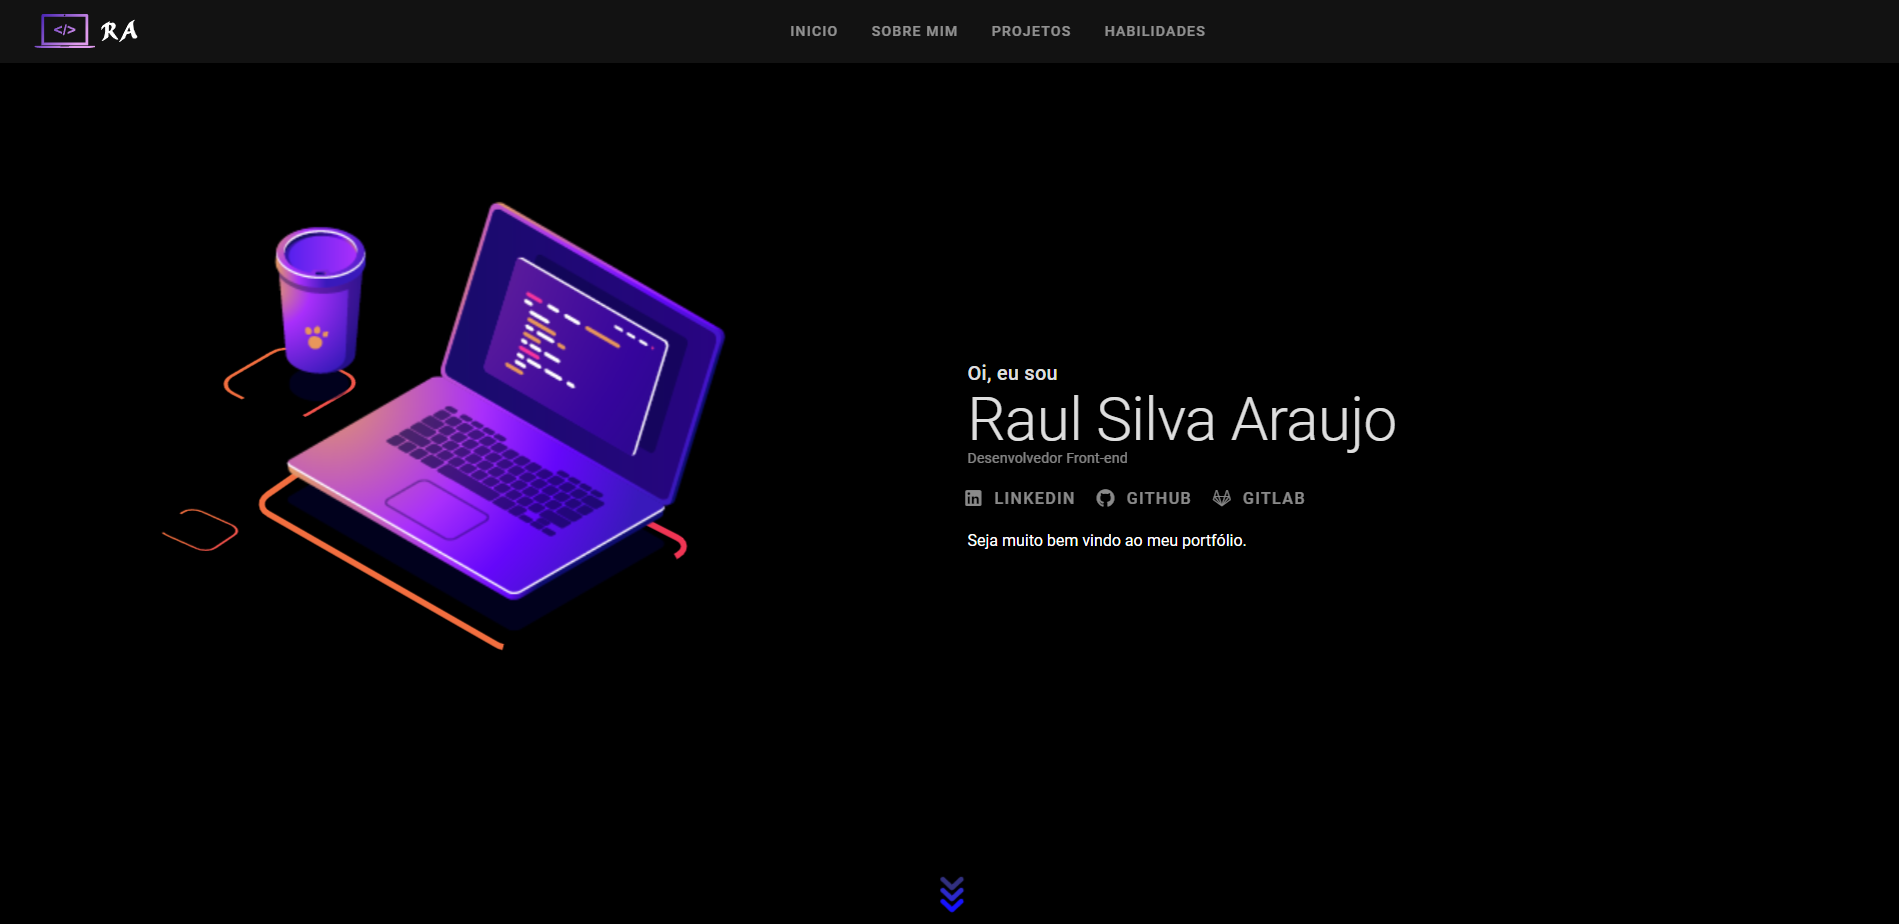 </> RA
INICIO SOBRE MIM PROJETOS HABILIDADES
Oi, eu sou
Raul Silva Araujo
Desenvolvedor Front-end
LINKEDIN GITHUB GITLAB
Seja muito bem vindo ao meu portfólio.